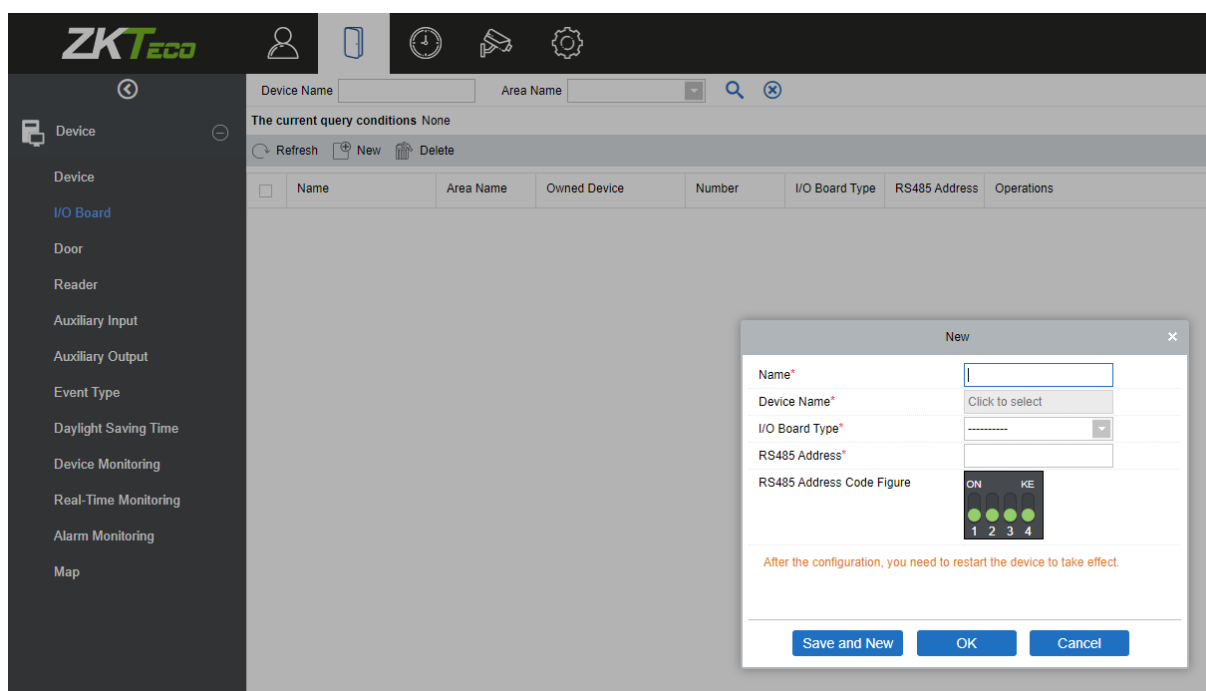 ZKTeco
Device Name Area Name
Device
The current query conditions None
Refresh New Delete
Device
Name Area Name Owned Device Number I/O Board Type RS485 Address Operations
I/O Board
Door
Reader
Auxiliary Input
Auxiliary Output
Event Type
Daylight Saving Time
Device Monitoring
Real-Time Monitoring
Alarm Monitoring
Map
New
Name*
Device Name* Click to select
I/O Board Type* ----------
RS485 Address*
RS485 Address Code Figure
ON KE
1 2 3 4
After the configuration, you need to restart the device to take effect.
Save and New OK Cancel